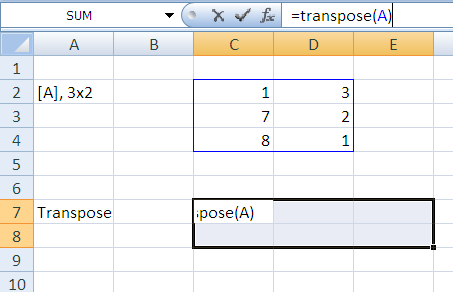 SUM =transpose(A)
A B C D E
1
2 [A], 3x2 1 3
3 7 2
4 8 1
5
6
7 Transpose spose(A)
8
9
10